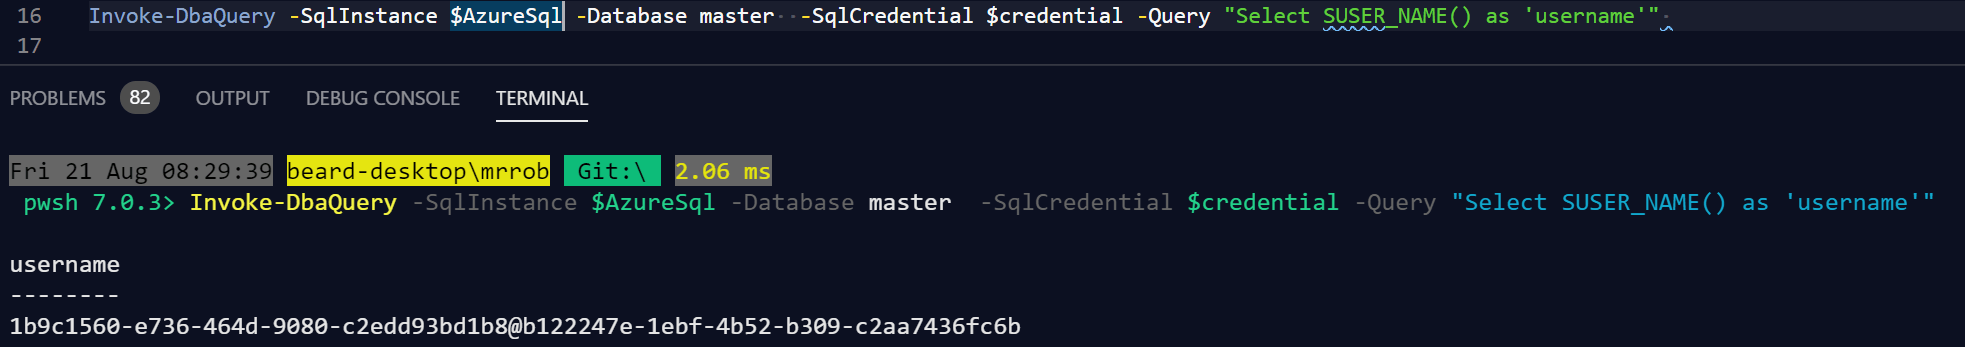 16 Invoke-DbaQuery -SqlInstance $AzureSql -Database master  -SqlCredential $credential -Query "Select SUSER_NAME() as 'username'"
17
PROBLEMS 82 OUTPUT DEBUG CONSOLE TERMINAL
Fri 21 Aug 08:29:39 beard-desktop\mrrob Git:\ 2.06 ms
pwsh 7.0.3> Invoke-DbaQuery -SqlInstance $AzureSql -Database master  -SqlCredential $credential -Query "Select SUSER_NAME() as 'username'"
username
--------
1b9c1560-e736-464d-9080-c2edd93bd1b8@b122247e-1ebf-4b52-b309-c2aa7436fc6b